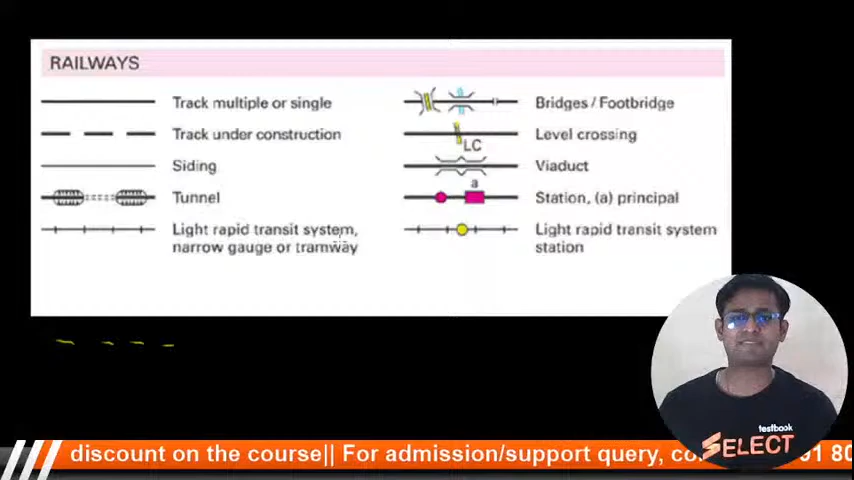 RAILWAYS
Track multiple or single
Track under construction
Siding
Tunnel
Light rapid transit system,
narrow gauge or tramway
Bridges / Footbridge
Level crossing
LC
Viaduct
a
Station, (a) principal
Light rapid transit system
station
testbook
SELECT
discount on the course|| For admission/support query, 91 80